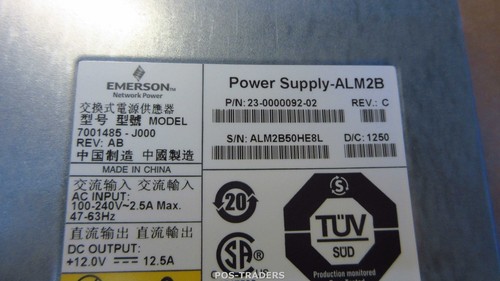 EMERSON
Network Power
交換式電源供應器
型号 型號 MODEL
7001485 - J000
REV: AB
中国制造 中國製造
MADE IN CHINA
交流输入 交流輸入
AC INPUT:
100-240V~2.5A Max.
47-63Hz
直流输出 直流輸出
DC OUTPUT:
+12.0V ⎓ 12.5A
Power Supply-ALM2B
P/N: 23-0000092-02 REV.: C
S/N: ALM2B50HE8L D/C: 1250
20
S
TÜV
SÜD
Production monitored
POS-TRADERS